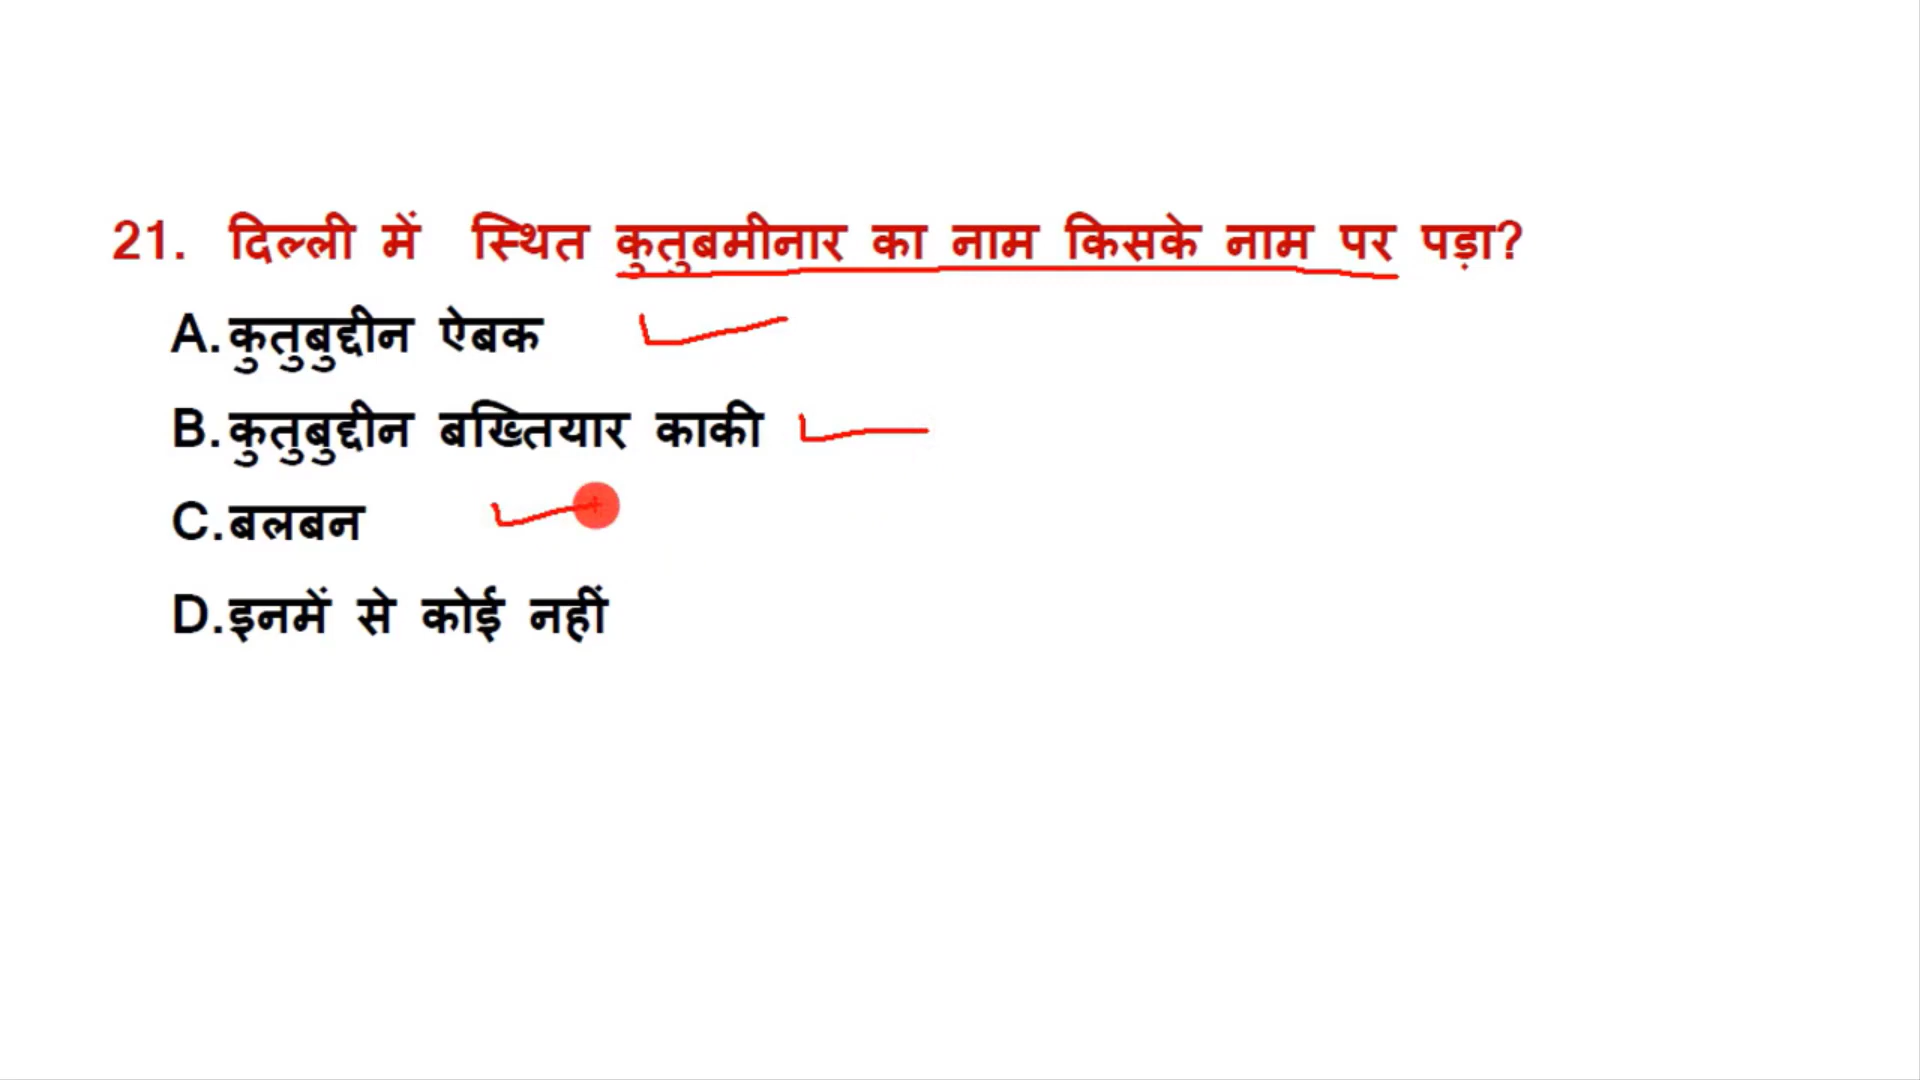 21. दिल्ली में स्थित कुतुबमीनार का नाम किसके नाम पर पड़ा?
A.कुतुबुद्दीन ऐबक
B.कुतुबुद्दीन बख्तियार काकी
C.बलबन
D.इनमें से कोई नहीं